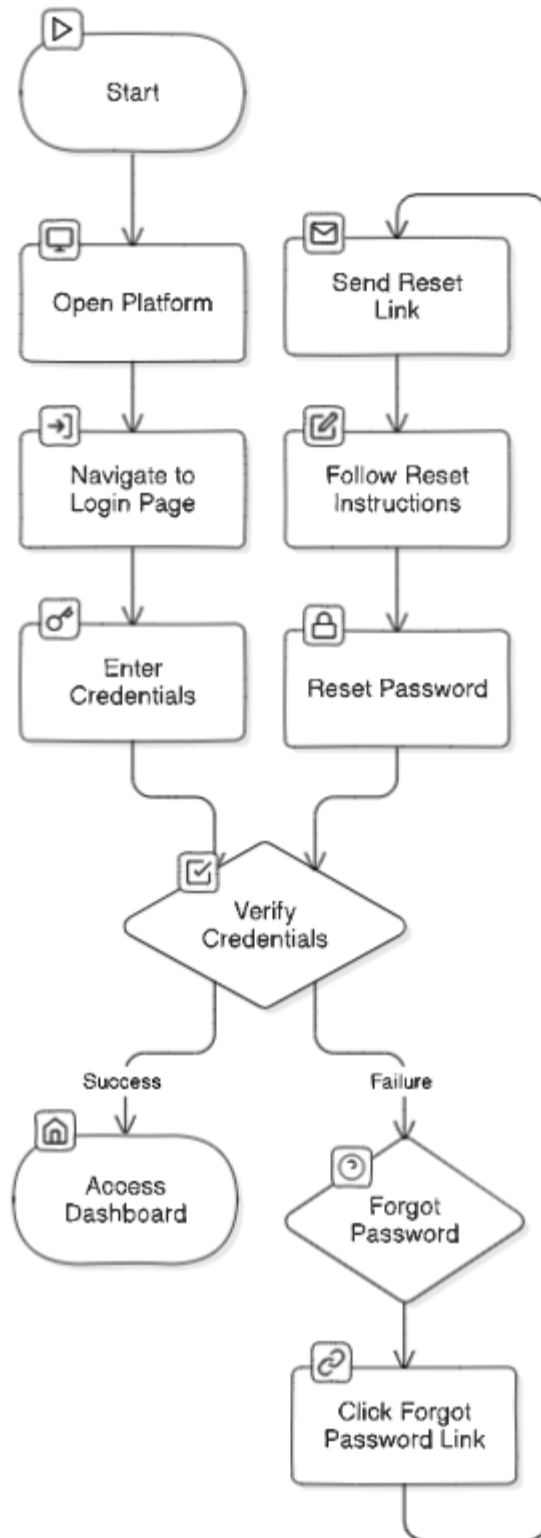 Start
Open Platform
Navigate to
Login Page
Enter
Credentials
Send Reset
Link
Follow Reset
Instructions
Reset Password
Verify
Credentials
Success
Failure
Access
Dashboard
Forgot
Password
Click Forgot
Password Link